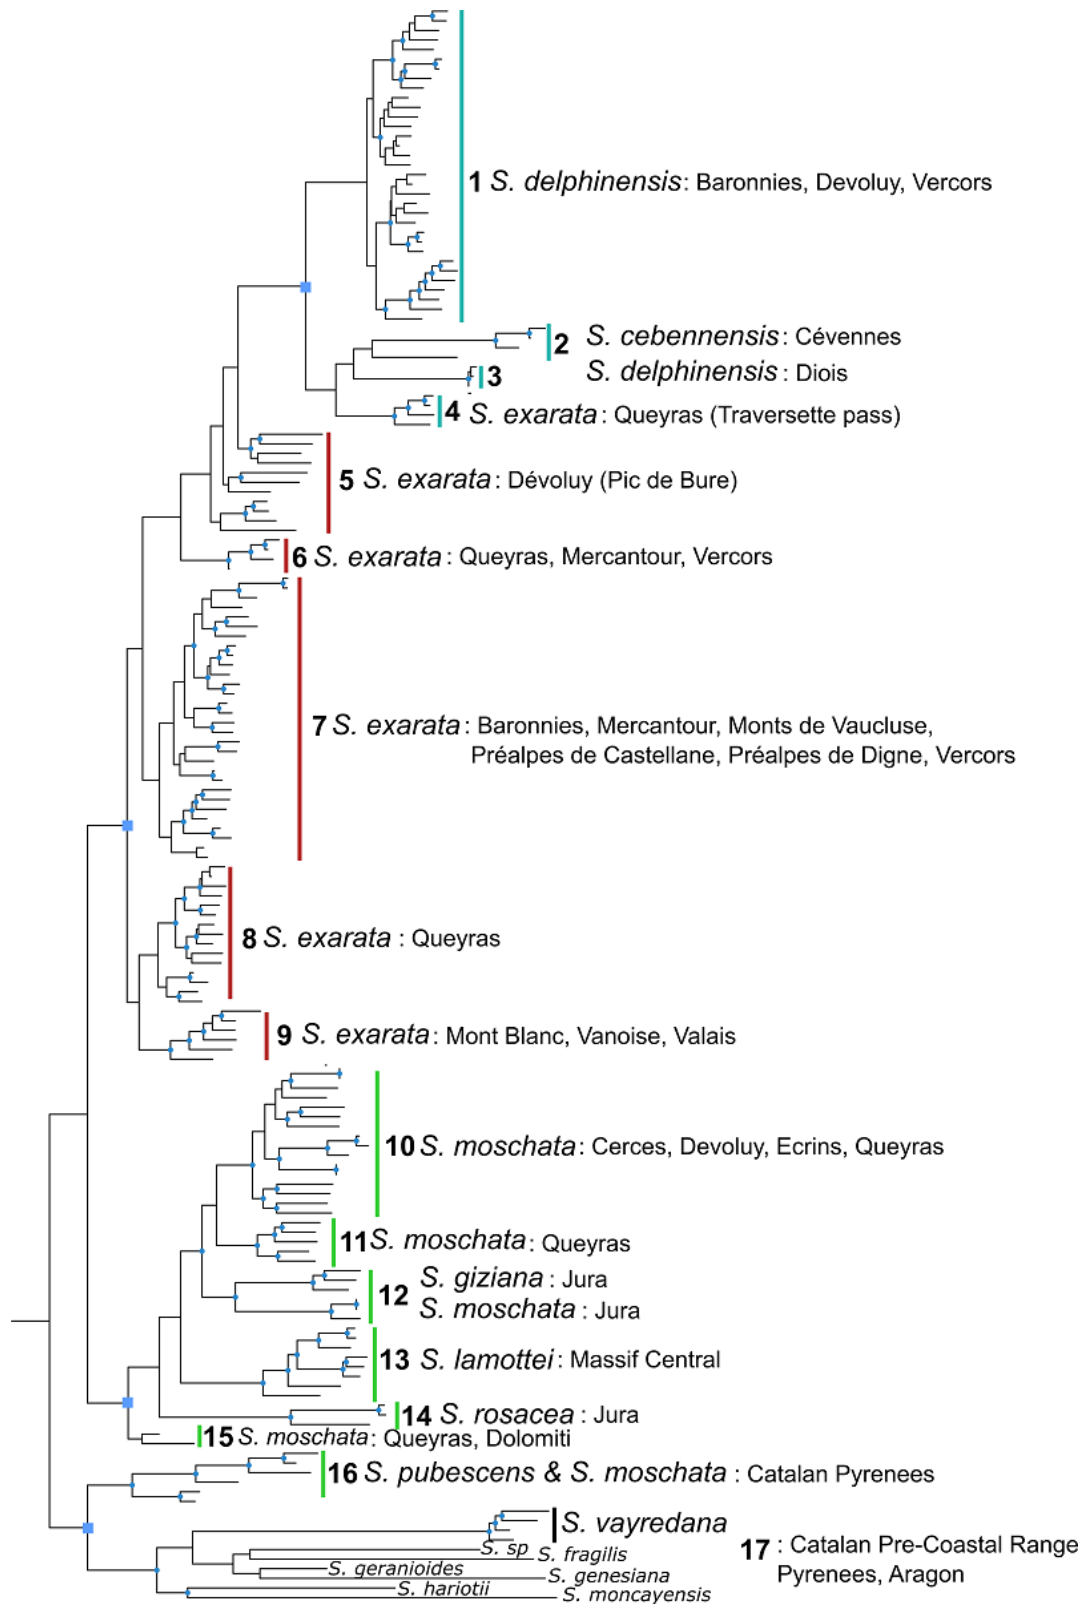 1 S. delphinensis: Baronnies, Devoluy, Vercors
2 S. cebennensis: Cévennes
3 S. delphinensis: Diois
4 S. exarata: Queyras (Traversette pass)
5 S. exarata: Dévoluy (Pic de Bure)
6 S. exarata: Queyras, Mercantour, Vercors
7 S. exarata: Baronnies, Mercantour, Monts de Vaucluse,
Préalpes de Castellane, Préalpes de Digne, Vercors
8 S. exarata : Queyras
9 S. exarata: Mont Blanc, Vanoise, Valais
10 S. moschata: Cerces, Devoluy, Ecrins, Queyras
11 S. moschata: Queyras
S. giziana : Jura
12
S. moschata : Jura
13 S. lamottei: Massif Central
14 S. rosacea : Jura
15 S. moschata: Queyras, Dolomiti
16 S. pubescens & S. moschata : Catalan Pyrenees
S. vayredana
17 : Catalan Pre-Coastal Range
Pyrenees, Aragon
S. sp
S. fragilis
S. geranioides
S. genesiana
S. hariotii
S. moncayensis